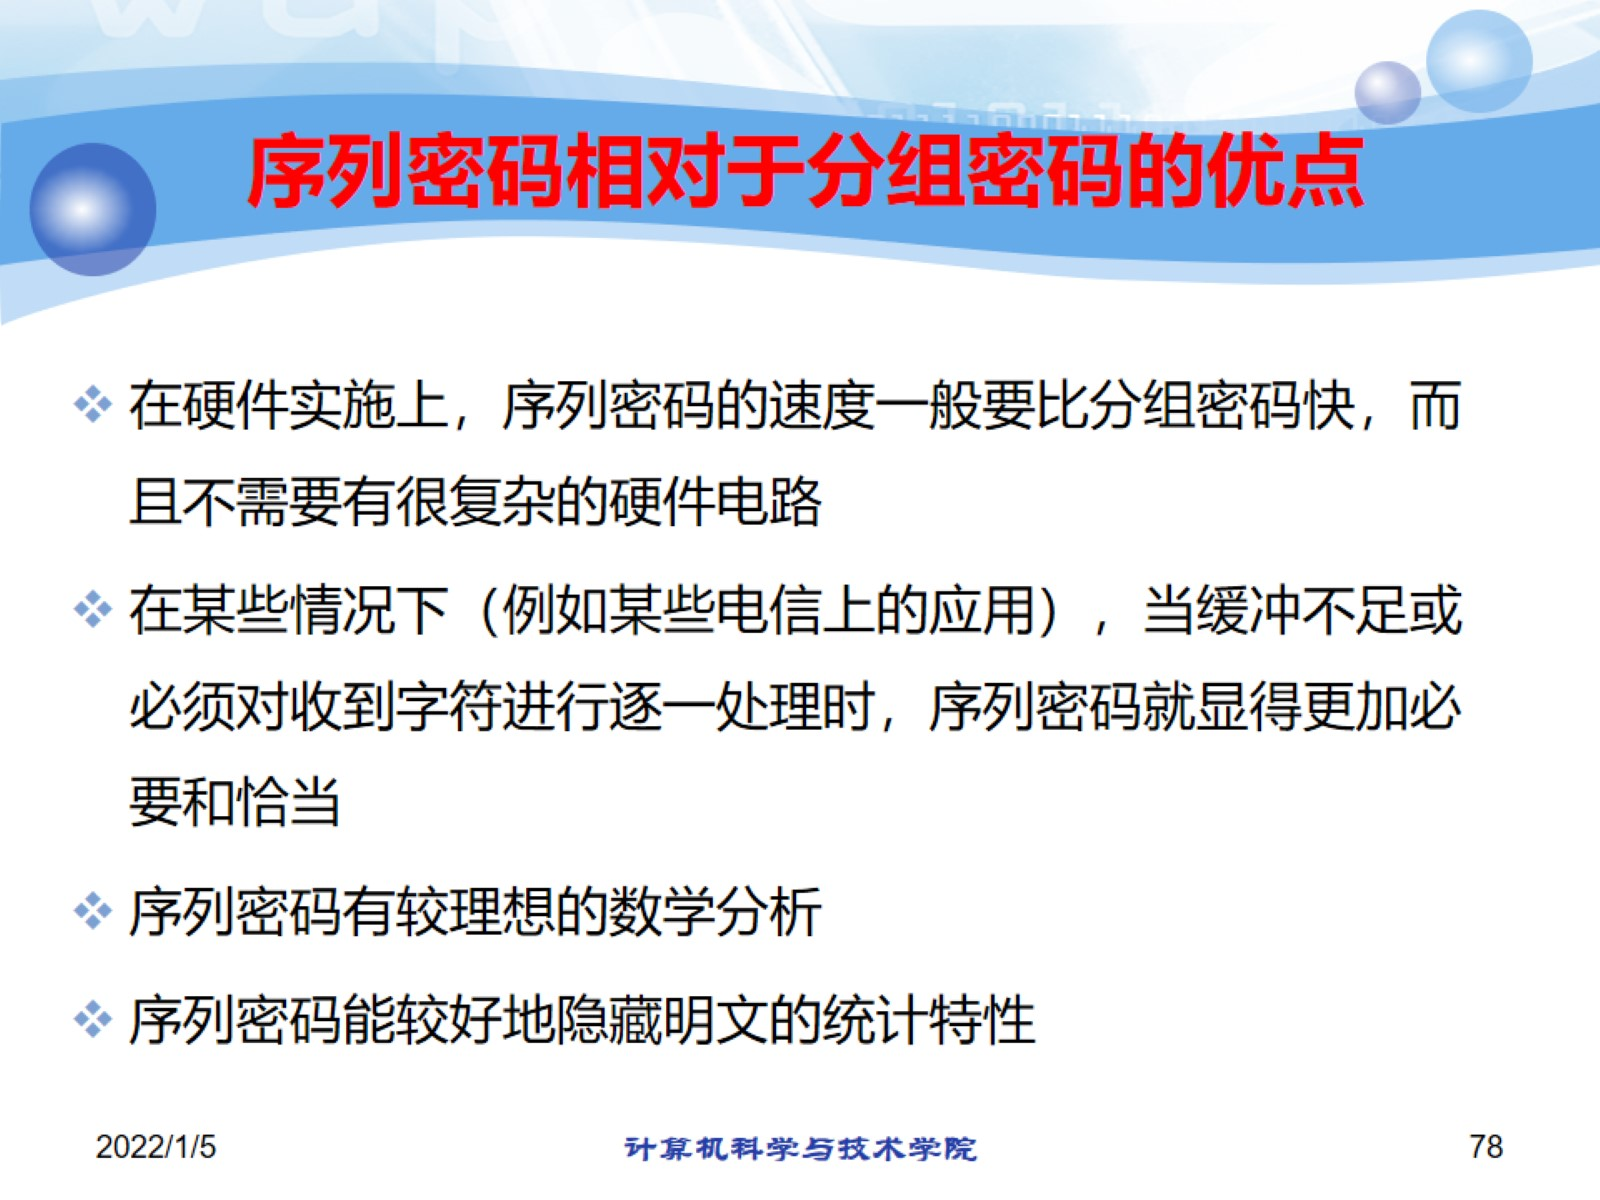 序列密码相对于分组密码的优点
在硬件实施上，序列密码的速度一般要比分组密码快，而
且不需要有很复杂的硬件电路
在某些情况下（例如某些电信上的应用），当缓冲不足或
必须对收到字符进行逐一处理时，序列密码就显得更加必
要和恰当
序列密码有较理想的数学分析
序列密码能较好地隐藏明文的统计特性
2022/1/5
计算机科学与技术学院
78